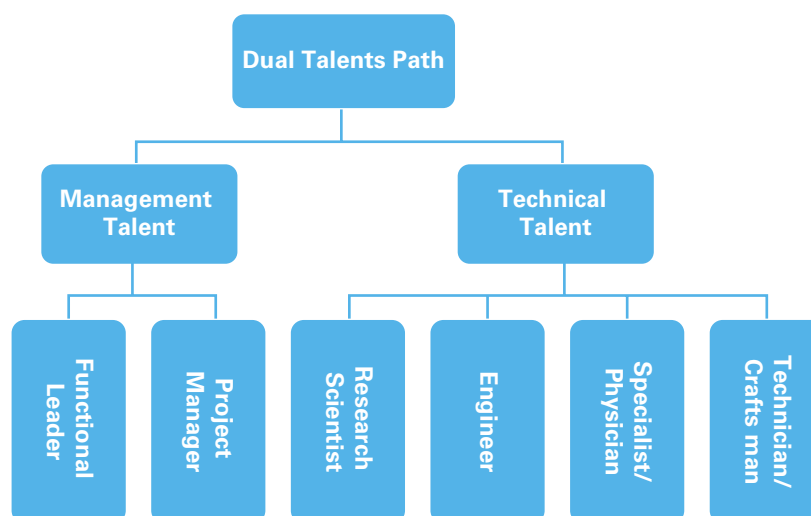 Dual Talents Path
Management
Talent
Technical
Talent
Functional
Leader
Project
Manager
Research
Scientist
Engineer
Specialist/
Physician
Technician/
Crafts man